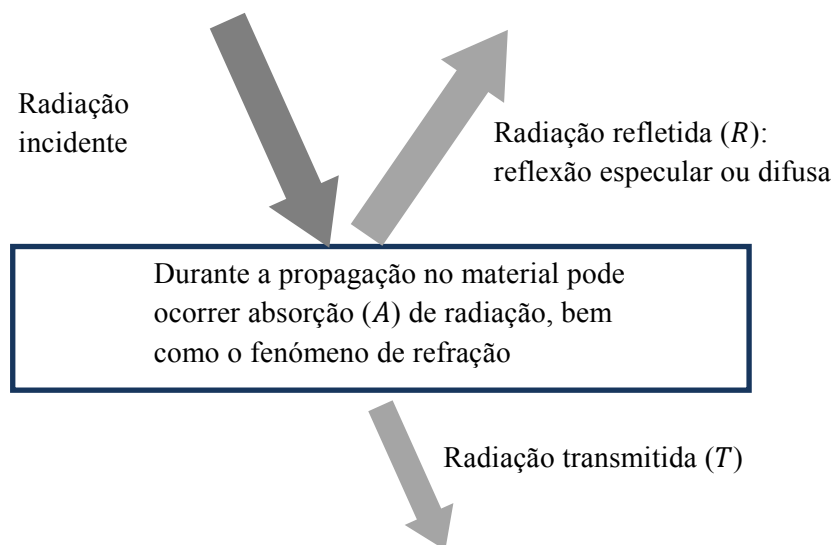 Radiação
incidente
Radiação refletida (R):
reflexão especular ou difusa
Durante a propagação no material pode
ocorrer absorção (A) de radiação, bem
como o fenómeno de refração
Radiação transmitida (T)